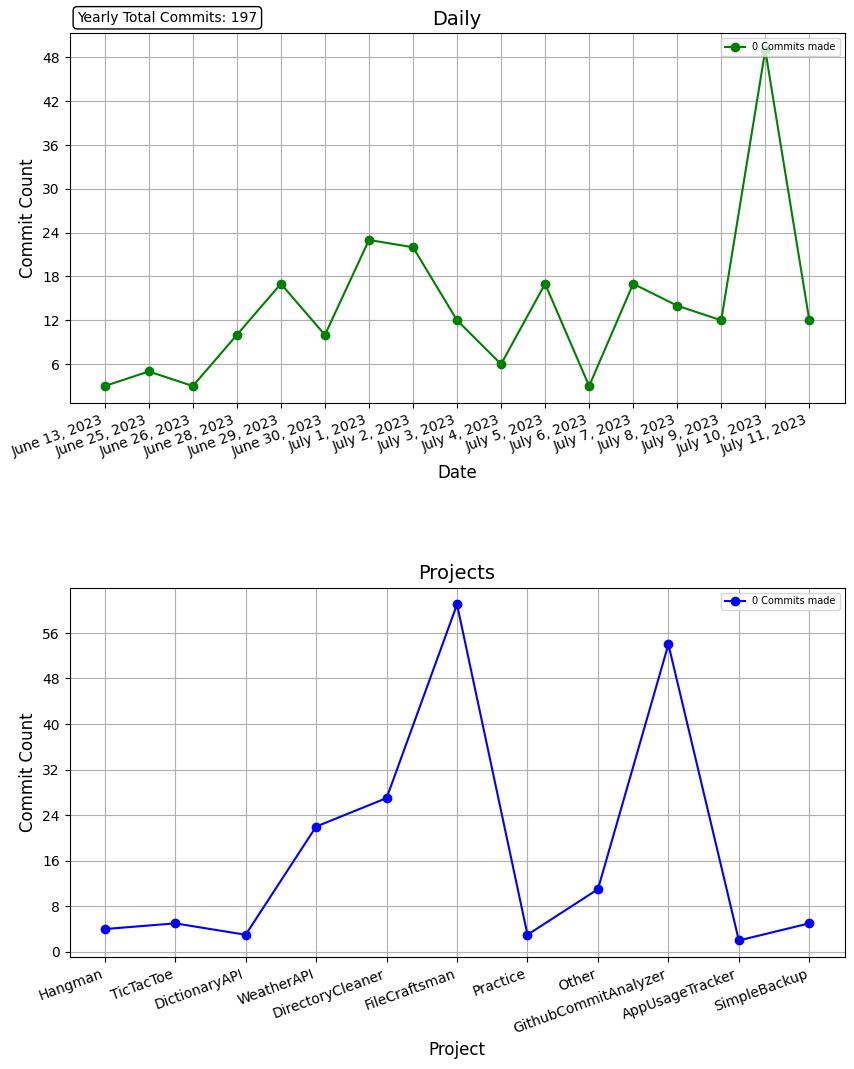 Yearly Total Commits: 197
Daily
0 Commits made
Commit Count
48
42
36
30
24
18
12
6
June 13, 2023
June 25, 2023
June 26, 2023
June 28, 2023
June 29, 2023
June 30, 2023
July 1, 2023
July 2, 2023
July 3, 2023
July 4, 2023
July 5, 2023
July 6, 2023
July 7, 2023
July 8, 2023
July 9, 2023
July 10, 2023
July 11, 2023
Date
Projects
0 Commits made
Commit Count
56
48
40
32
24
16
8
0
Hangman
TicTacToe
DictionaryAPI
WeatherAPI
DirectoryCleaner
FileCraftsman
Practice
Other
GithubCommitAnalyzer
AppUsageTracker
SimpleBackup
Project